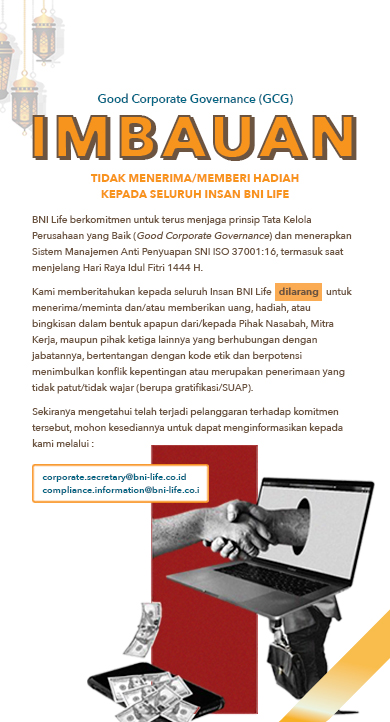 Good Corporate Governance (GCG)
IMBAUAN
TIDAK MENERIMA/MEMBERI HADIAH
KEPADA SELURUH INSAN BNI LIFE
BNI Life berkomitmen untuk terus menjaga prinsip Tata Kelola
Perusahaan yang Baik (Good Corporate Governance) dan menerapkan
Sistem Manajemen Anti Penyuapan SNI ISO 37001:16, termasuk saat
menjelang Hari Raya Idul Fitri 1444 H.
Kami memberitahukan kepada seluruh Insan BNI Life dilarang untuk
menerima/meminta dan/atau memberikan uang, hadiah, atau
bingkisan dalam bentuk apapun dari/kepada Pihak Nasabah, Mitra
Kerja, maupun pihak ketiga lainnya yang berhubungan dengan
jabatannya, bertentangan dengan kode etik dan berpotensi
menimbulkan konflik kepentingan atau merupakan penerimaan yang
tidak patut/tidak wajar (berupa gratifikasi/SUAP).
Sekiranya mengetahui telah terjadi pelanggaran terhadap komitmen
tersebut, mohon kesediannya untuk dapat menginformasikan kepada
kami melalui :
corporate.secretary@bni-life.co.id
compliance.information@bni-life.co.i